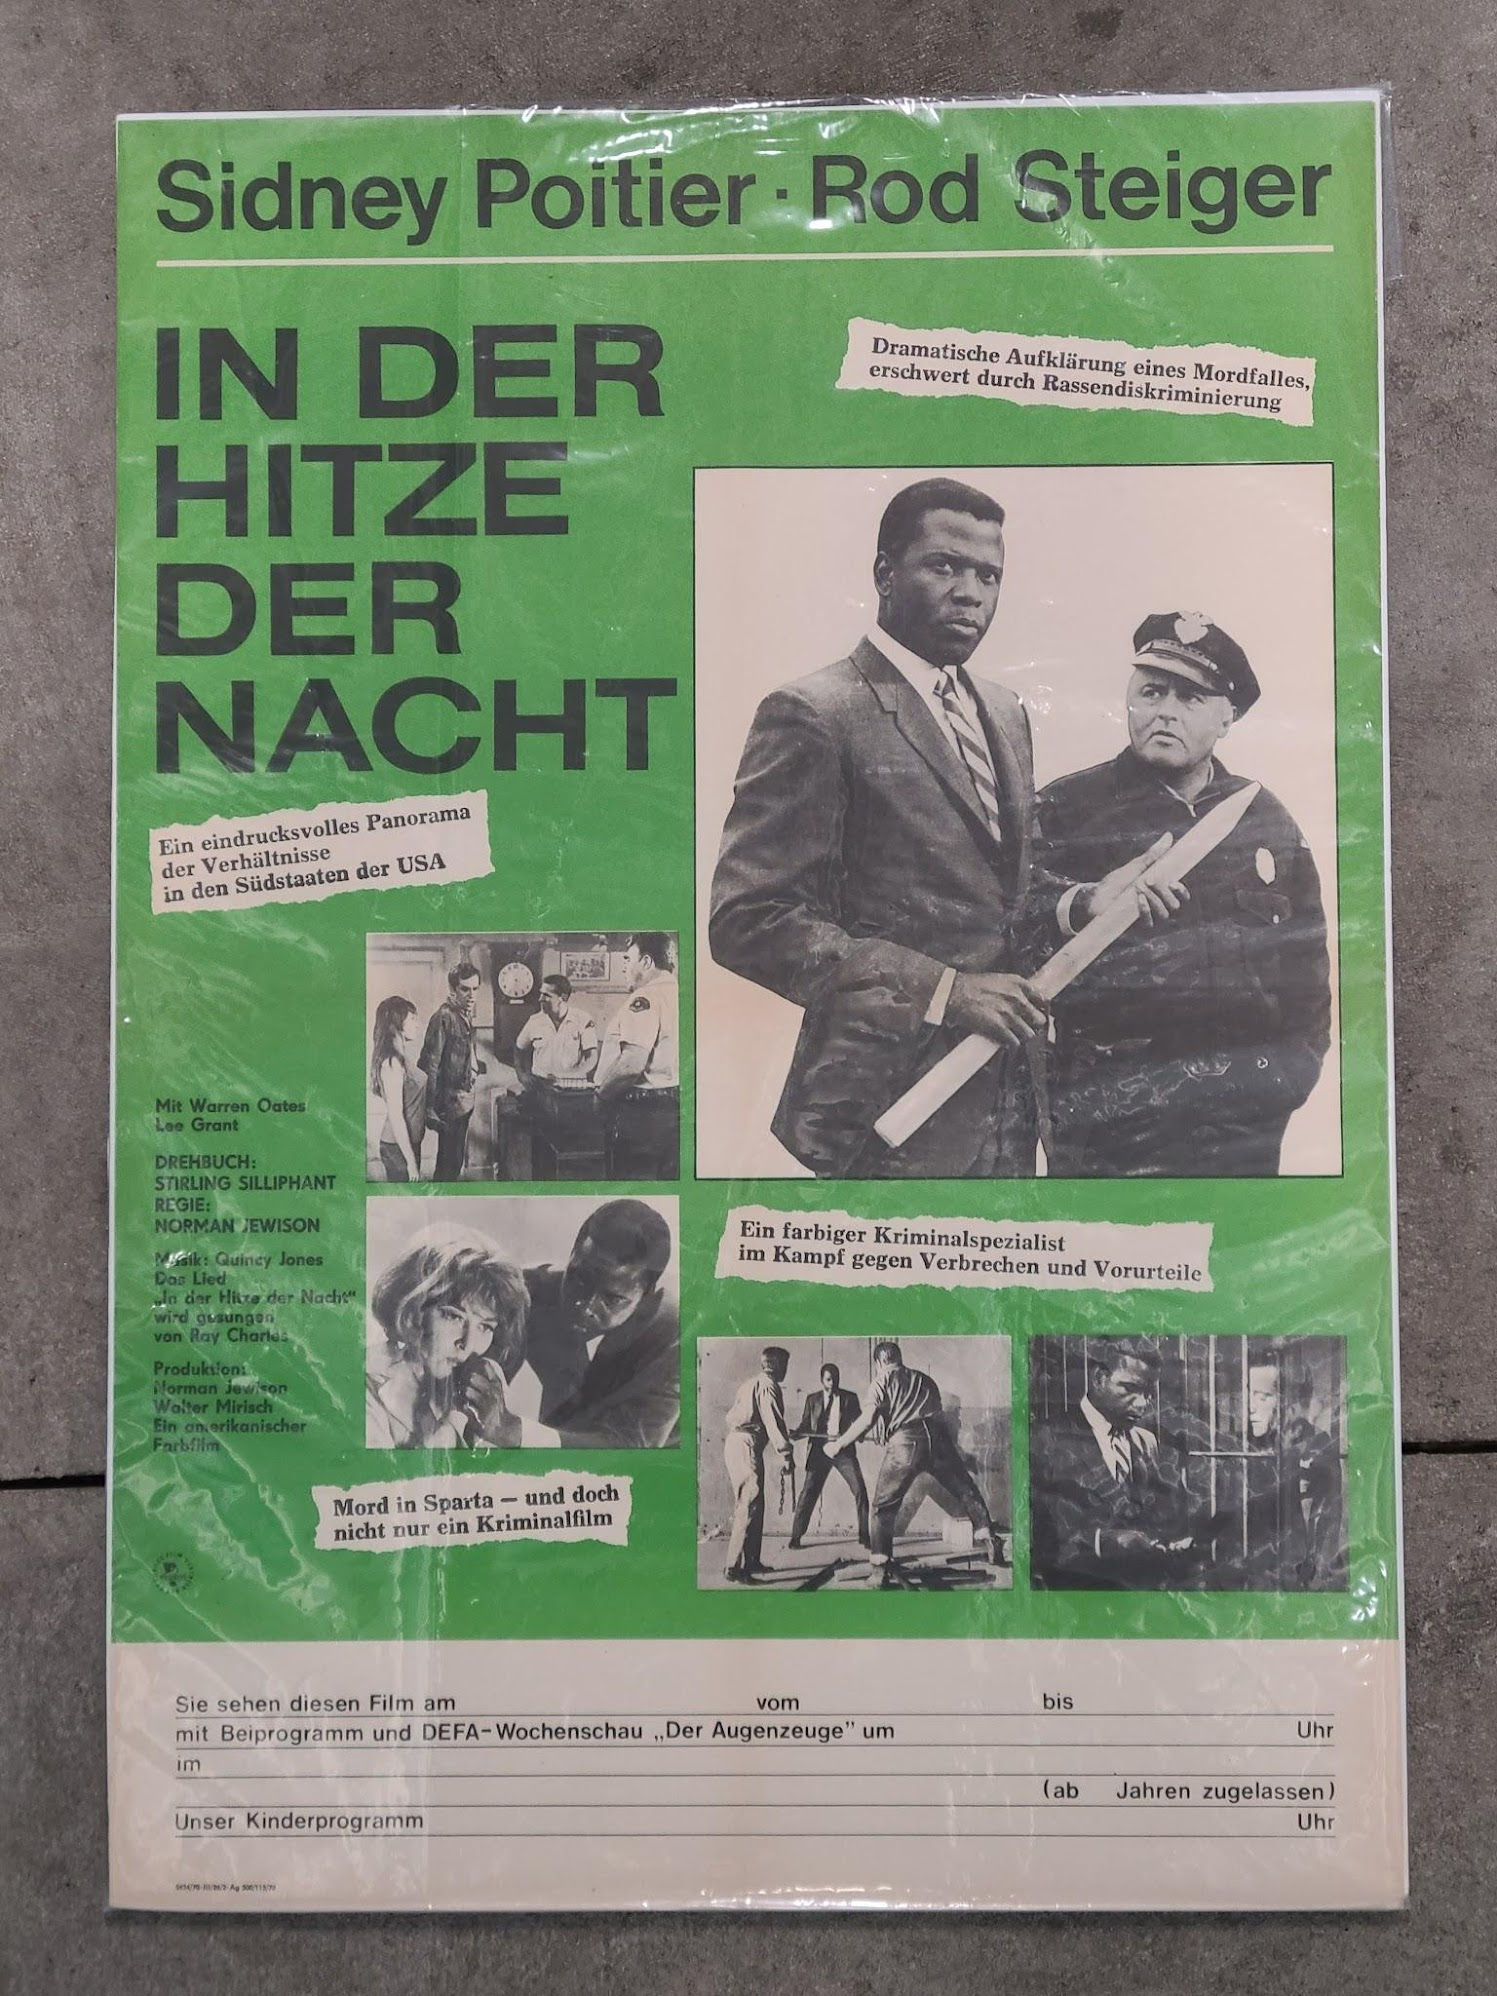 Sidney Poitier · Rod Steiger
IN DER
HITZE
DER
NACHT
Dramatische Aufklärung eines Mordfalles,
erschwert durch Rassendiskriminierung
Ein eindrucksvolles Panorama
der Verhältnisse
in den Südstaaten der USA
Mit Warren Oates
Lee Grant
DREHBUCH:
STIRLING SILLIPHANT
REGIE:
NORMAN JEWISON
Musik: Quincy Jones
Das Lied
„In der Hitze der Nacht“
wird gesungen
von Ray Charles
Produktion:
Norman Jewison
Walter Mirisch
Ein amerikanischer
Farbfilm
Ein farbiger Kriminalspezialist
im Kampf gegen Verbrechen und Vorurteile
Mord in Sparta — und doch
nicht nur ein Kriminalfilm
Sie sehen diesen Film am vom bis
mit Beiprogramm und DEFA-Wochenschau „Der Augenzeuge” um Uhr
im
(ab Jahren zugelassen)
Unser Kinderprogramm Uhr